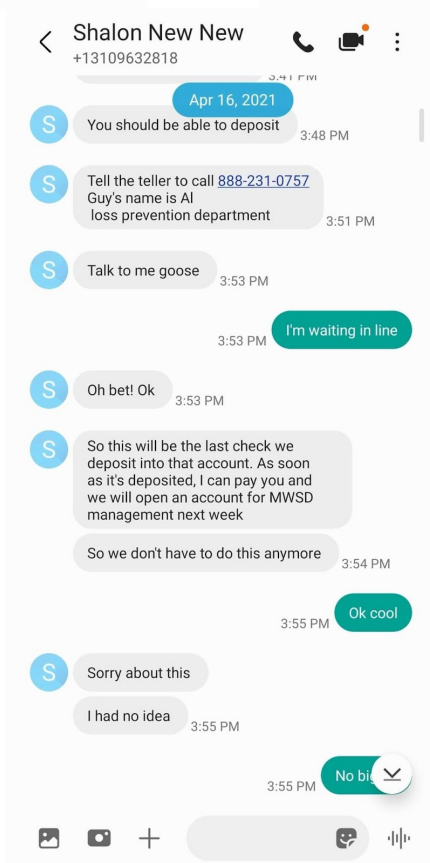 Shalon New New
+13109632818
3:41 PM
Apr 16, 2021
S
You should be able to deposit
3:48 PM
S
Tell the teller to call 888-231-0757
Guy's name is Al
loss prevention department
3:51 PM
S
Talk to me goose
3:53 PM
I'm waiting in line
3:53 PM
S
Oh bet! Ok
3:53 PM
S
So this will be the last check we
deposit into that account. As soon
as it's deposited, I can pay you and
we will open an account for MWSD
management next week
So we don't have to do this anymore
3:54 PM
Ok cool
3:55 PM
S
Sorry about this
I had no idea
3:55 PM
No
3:55 PM